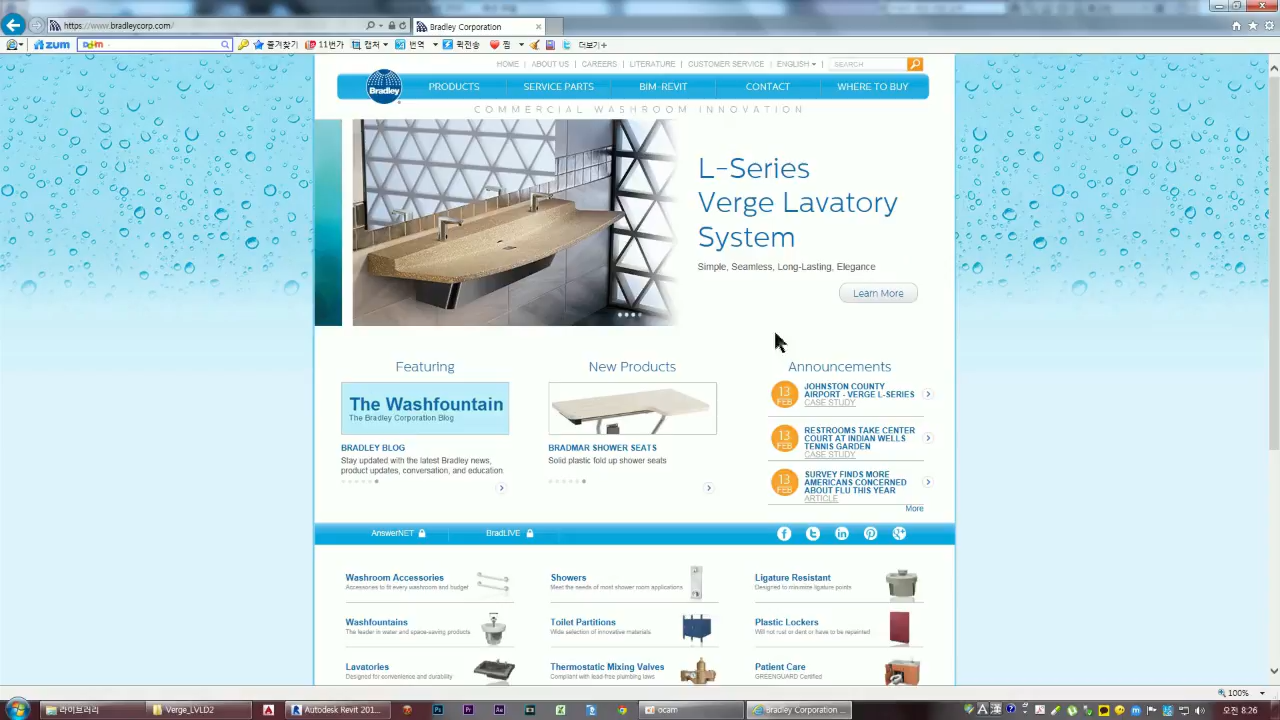 https://www.bradleycorp.com/
Bradley Corporation
zum
Daum
즐겨찾기
11번가
캡처
번역
퀵전송
찜
더보기+
HOME | ABOUT US | CAREERS | LITERATURE | CUSTOMER SERVICE | ENGLISH | SEARCH
Bradley
PRODUCTS SERVICE PARTS BIM-REVIT CONTACT WHERE TO BUY
COMMERCIAL WASHROOM INNOVATION
L-Series
Verge Lavatory
System
Simple, Seamless, Long-Lasting, Elegance
Learn More
Featuring
The Washfountain
The Bradley Corporation Blog
BRADLEY BLOG
Stay updated with the latest Bradley news,
product updates, conversation, and education.
New Products
BRADMAR SHOWER SEATS
Solid plastic fold up shower seats
Announcements
13 FEB
JOHNSTON COUNTY
AIRPORT - VERGE L-SERIES
CASE STUDY
13 FEB
RESTROOMS TAKE CENTER
COURT AT INDIAN WELLS
TENNIS GARDEN
CASE STUDY
13 FEB
SURVEY FINDS MORE
AMERICANS CONCERNED
ABOUT FLU THIS YEAR
ARTICLE
More
AnswerNET BradLIVE
Washroom Accessories
Accessories to fit every washroom and budget
Showers
Meet the needs of most shower room applications
Ligature Resistant
Designed to minimize ligature points
Washfountains
The leader in water and space-saving products
Toilet Partitions
Wide selection of innovative materials
Plastic Lockers
Will not rust or dent or have to be repainted
Lavatories
Designed for convenience and durability
Thermostatic Mixing Valves
Compliant with lead-free plumbing laws
Patient Care
GREENGUARD Certified
100%
라이브러리
Verge_LVLD2
Autodesk Revit 201...
ocam
Bradley Corporation ...
오전 8:26